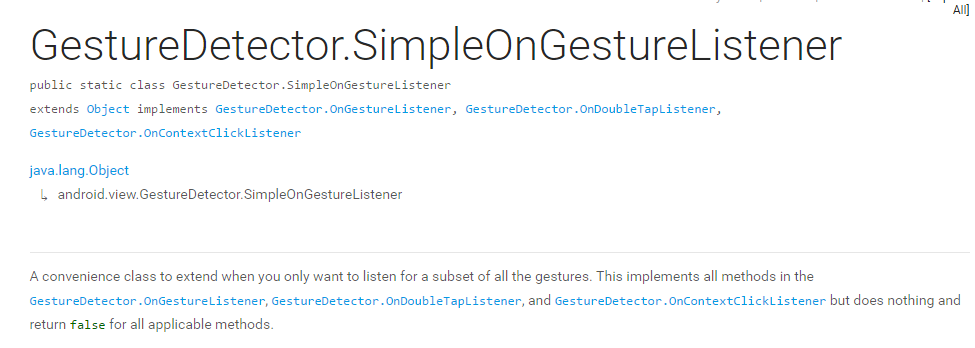 All]
GestureDetector.SimpleOnGestureListener
public static class GestureDetector.SimpleOnGestureListener
extends Object implements GestureDetector.OnGestureListener, GestureDetector.OnDoubleTapListener,
GestureDetector.OnContextClickListener
java.lang.Object
↳ android.view.GestureDetector.SimpleOnGestureListener
A convenience class to extend when you only want to listen for a subset of all the gestures. This implements all methods in the
GestureDetector.OnGestureListener, GestureDetector.OnDoubleTapListener, and GestureDetector.OnContextClickListener but does nothing and
return false for all applicable methods.